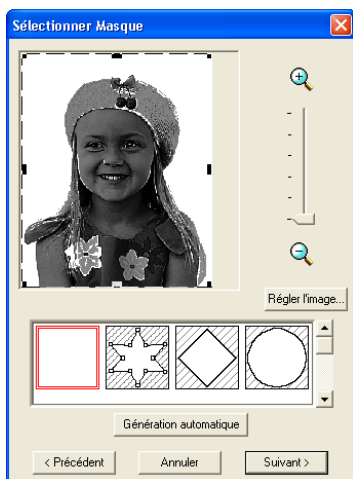 Sélectionner Masque
Régler l'image...
Génération automatique
< Précédent
Annuler
Suivant >